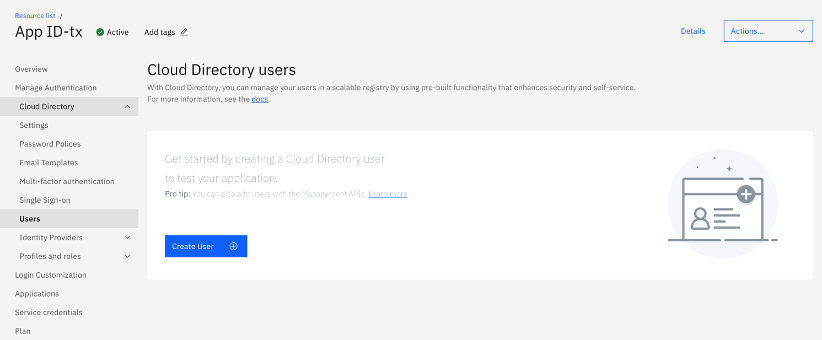 Resource list /
App ID-tx
Active
Add tags
Details
Actions...
Overview
Manage Authentication
Cloud Directory
Settings
Password Polices
Email Templates
Multi-factor authentication
Single Sign-on
Users
Identity Providers
Profiles and roles
Login Customization
Applications
Service credentials
Plan
Cloud Directory users
With Cloud Directory, you can manage your users in a scalable registry by using pre-built functionality that enhances security and self-service.
For more information, see the docs.
Get started by creating a Cloud Directory user
to test your application.
Pro tip: You can also add users with the Management APIs. Learn more.
Create User